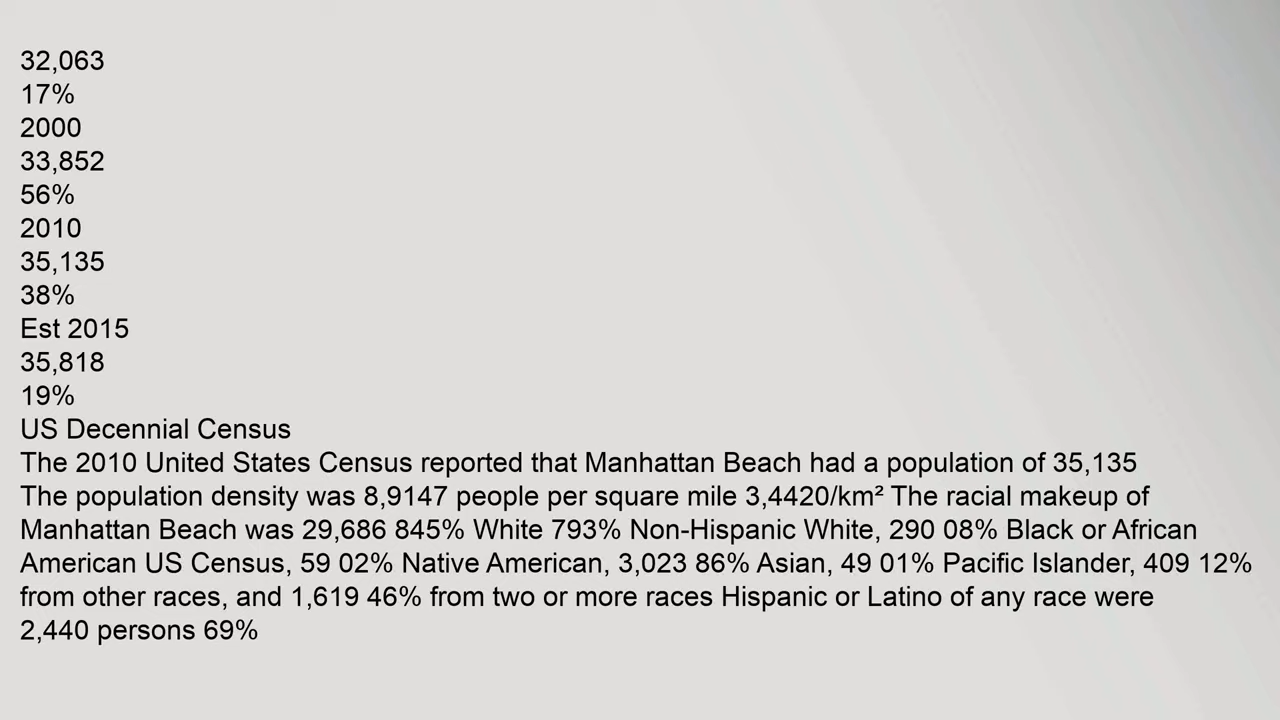 32,063
17%
2000
33,852
56%
2010
35,135
38%
Est 2015
35,818
19%
US Decennial Census
The 2010 United States Census reported that Manhattan Beach had a population of 35,135
The population density was 8,9147 people per square mile 3,4420/km² The racial makeup of
Manhattan Beach was 29,686 845% White 793% Non-Hispanic White, 290 08% Black or African
American US Census, 59 02% Native American, 3,023 86% Asian, 49 01% Pacific Islander, 409 12%
from other races, and 1,619 46% from two or more races Hispanic or Latino of any race were
2,440 persons 69%